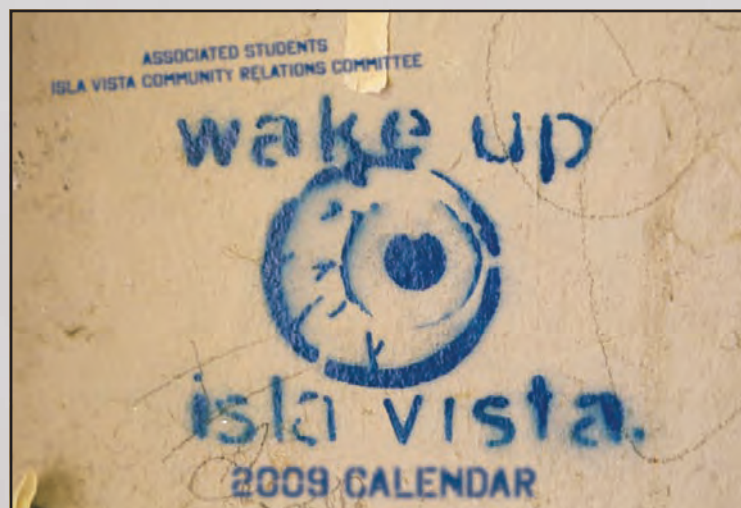 ASSOCIATED STUDENTS
ISLA VISTA COMMUNITY RELATIONS COMMITTEE
wake up
isla vista.
2009 CALENDAR